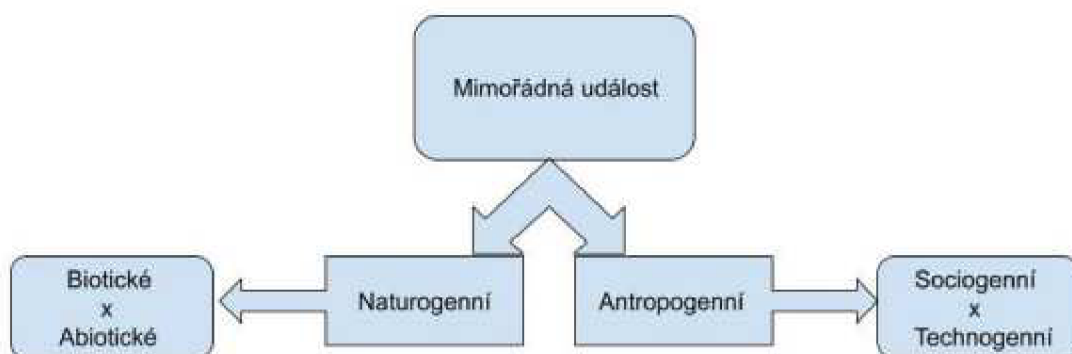 Mimořádná událost
Biotické
x
Abiotické
Naturogenní
Antropogenní
Sociogenní
x
Technogenní